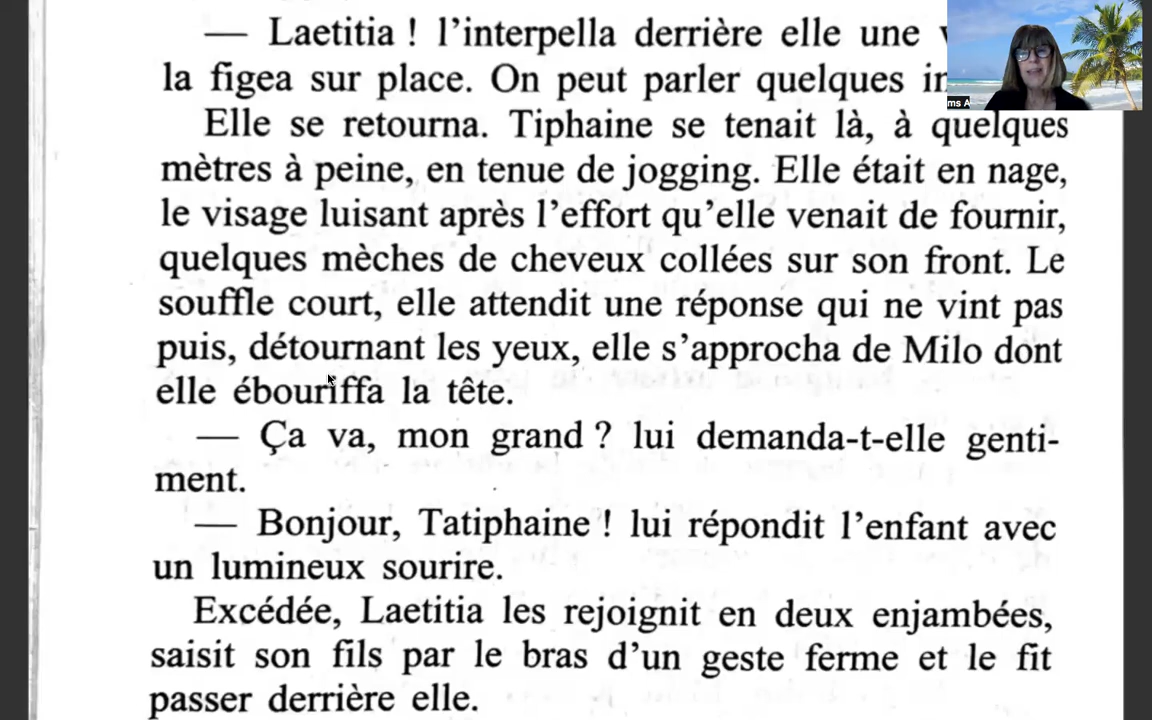 — Laetitia ! l'interpella derrière elle une
la figea sur place. On peut parler quelques
Elle se retourna. Tiphaine se tenait là, à quelques
mètres à peine, en tenue de jogging. Elle était en nage,
le visage luisant après l'effort qu'elle venait de fournir,
quelques mèches de cheveux collées sur son front. Le
souffle court, elle attendit une réponse qui ne vint pas
puis, détournant les yeux, elle s'approcha de Milo dont
elle ébouriffa la tête.
— Ça va, mon grand ? lui demanda-t-elle genti-
ment.
— Bonjour, Tatiphaine ! lui répondit l'enfant avec
un lumineux sourire.
Excédée, Laetitia les rejoignit en deux enjambées,
saisit son fils par le bras d'un geste ferme et le fit
passer derrière elle.
ms A